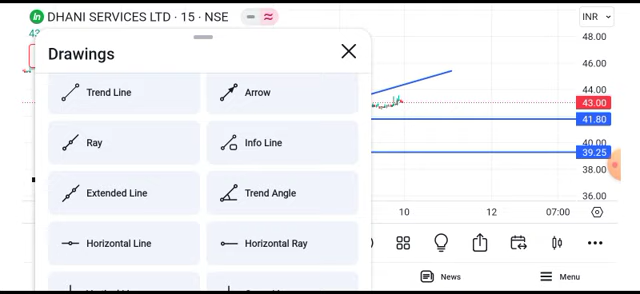 DHANI SERVICES LTD · 15 · NSE
INR
Drawings
Trend Line
Arrow
Ray
Info Line
Extended Line
Trend Angle
Horizontal Line
Horizontal Ray
48.00
46.00
44.00
43.00
41.80
40.00
39.25
38.00
36.00
10
12
07:00
News
Menu